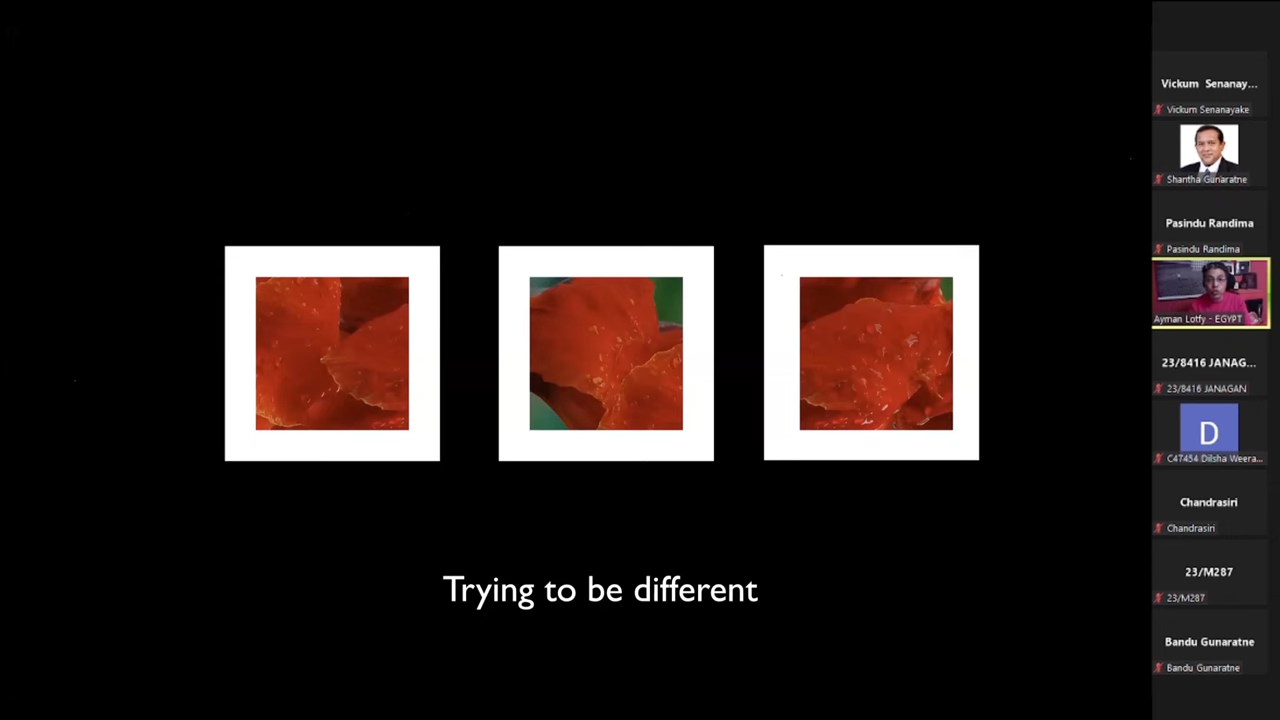 Trying to be different
Vickum Senanay...
Vickum Senanayake
Shantha Gunaratne
Pasindu Randima
Pasindu Randima
Ayman Lotfy - EGYPT
23/8416 JANAG...
23/8416 JANAGAN
D
C47454 Dilsha Weera...
Chandrasiri
Chandrasiri
23/M287
23/M287
Bandu Gunaratne
Bandu Gunaratne